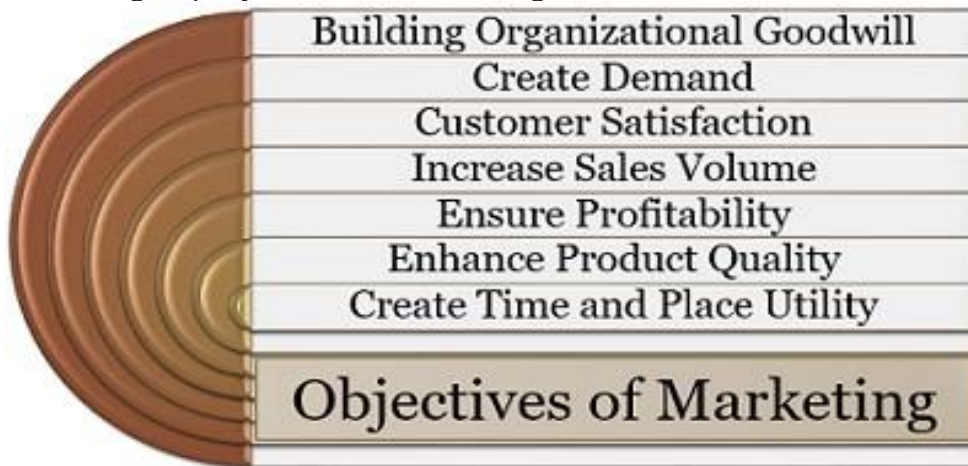 Building Organizational Goodwill
Create Demand
Customer Satisfaction
Increase Sales Volume
Ensure Profitability
Enhance Product Quality
Create Time and Place Utility
Objectives of Marketing